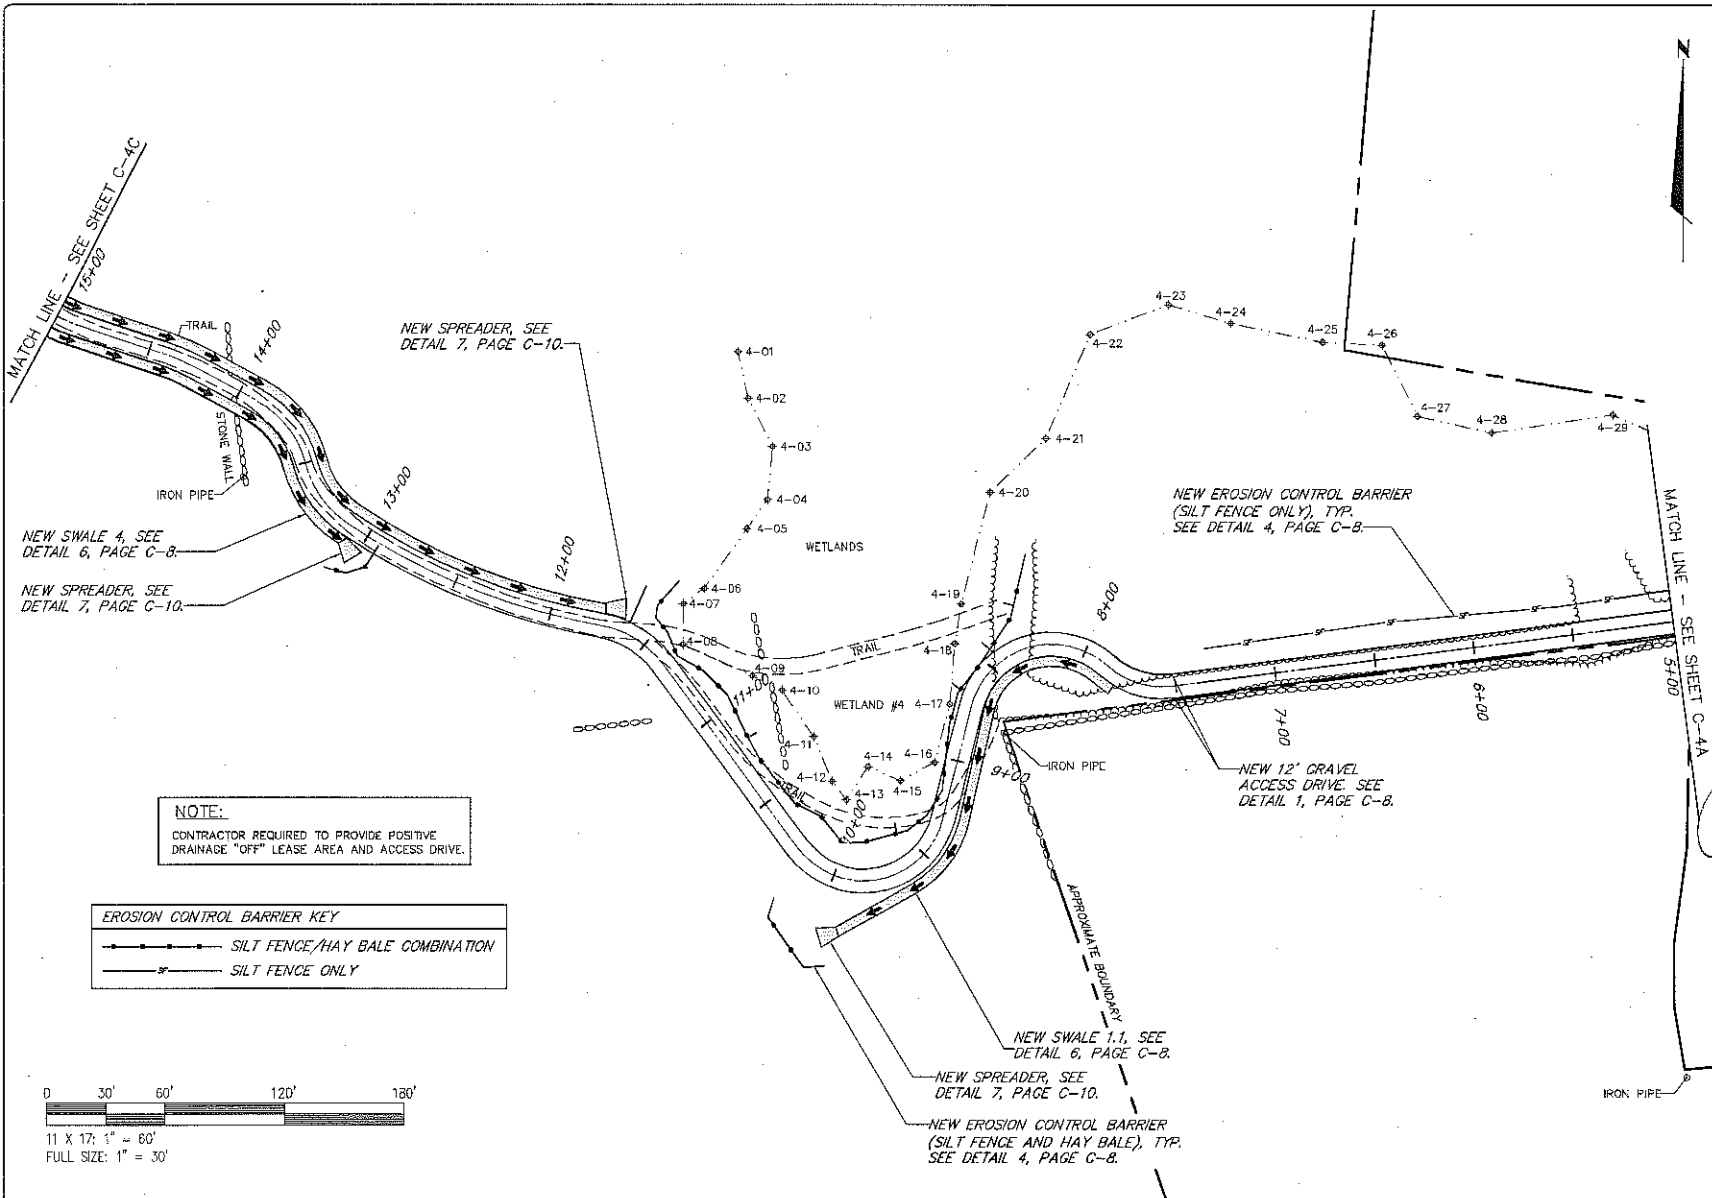 N
MATCH LINE - SEE SHEET C-4C
15+00
TRAIL
14+00
STONE WALL
IRON PIPE
13+00
NEW SPREADER, SEE
DETAIL 7, PAGE C-10.
NEW SWALE 4, SEE
DETAIL 6, PAGE C-8.
NEW SPREADER, SEE
DETAIL 7, PAGE C-10.
12+00
4-01
4-02
4-03
4-04
4-05
4-06
4-07
4-08
4-09
4-10
4-11
4-12
4-13
4-14
4-15
4-16
4-17
4-18
4-19
4-20
4-21
4-22
4-23
4-24
4-25
4-26
4-27
4-28
4-29
WETLANDS
TRAIL
WETLAND #4
11+00
TRAIL
10+00
9+00
8+00
7+00
6+00
5+00
NEW EROSION CONTROL BARRIER
(SILT FENCE ONLY), TYP.
SEE DETAIL 4, PAGE C-8.
SF
SF
SF
SF
SF
SF
MATCH LINE - SEE SHEET C-4A
IRON PIPE
NEW 12' GRAVEL
ACCESS DRIVE. SEE
DETAIL 1, PAGE C-8.
APPROXIMATE BOUNDARY
NEW SWALE 1.1, SEE
DETAIL 6, PAGE C-8.
NEW SPREADER, SEE
DETAIL 7, PAGE C-10.
NEW EROSION CONTROL BARRIER
(SILT FENCE AND HAY BALE), TYP.
SEE DETAIL 4, PAGE C-8.
IRON PIPE
NOTE:
CONTRACTOR REQUIRED TO PROVIDE POSITIVE
DRAINAGE "OFF" LEASE AREA AND ACCESS DRIVE.
EROSION CONTROL BARRIER KEY
SILT FENCE/HAY BALE COMBINATION
SF SILT FENCE ONLY
0 30' 60' 120' 180'
11 X 17: 1" = 60'
FULL SIZE: 1" = 30'